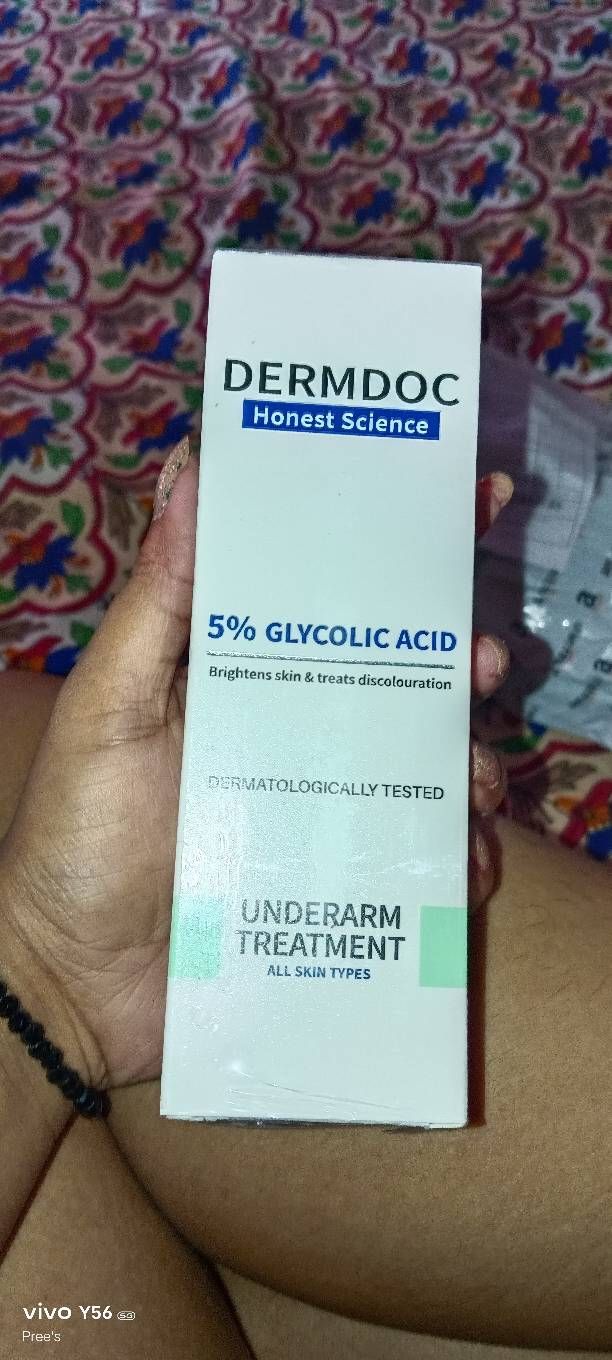 DERMDOC
Honest Science
5% GLYCOLIC ACID
Brightens skin & treats discolouration
DERMATOLOGICALLY TESTED
UNDERARM
TREATMENT
ALL SKIN TYPES
vivo Y56 5G
Pree's